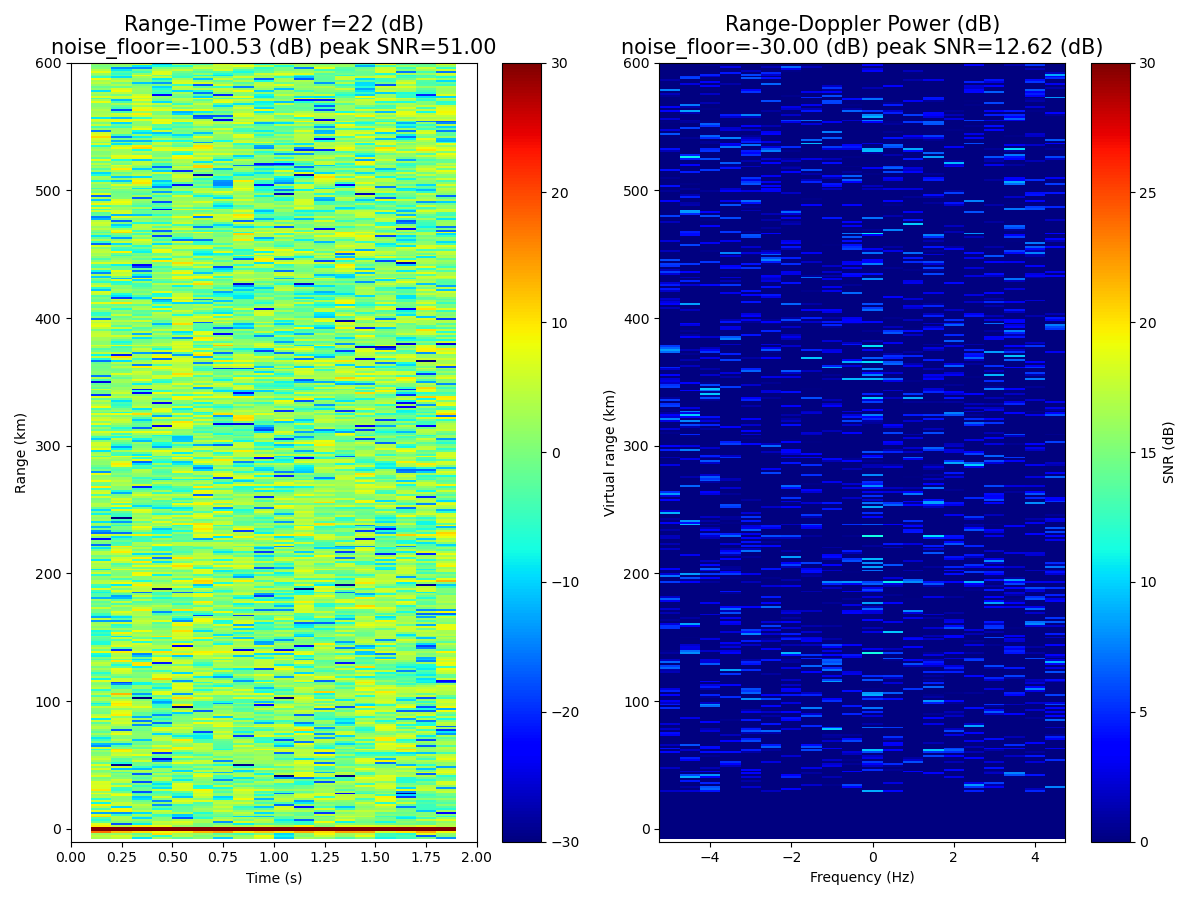 Range-Time Power f=22 (dB)
noise_floor=-100.53 (dB) peak SNR=51.00
600
500
400
300
200
100
0
Range (km)
0.00 0.25 0.50 0.75 1.00 1.25 1.50 1.75 2.00
Time (s)
30
20
10
0
−10
−20
−30
Range-Doppler Power (dB)
noise_floor=-30.00 (dB) peak SNR=12.62 (dB)
600
500
400
300
200
100
0
Virtual range (km)
−4 −2 0 2 4
Frequency (Hz)
30
25
20
15
10
5
0
SNR (dB)